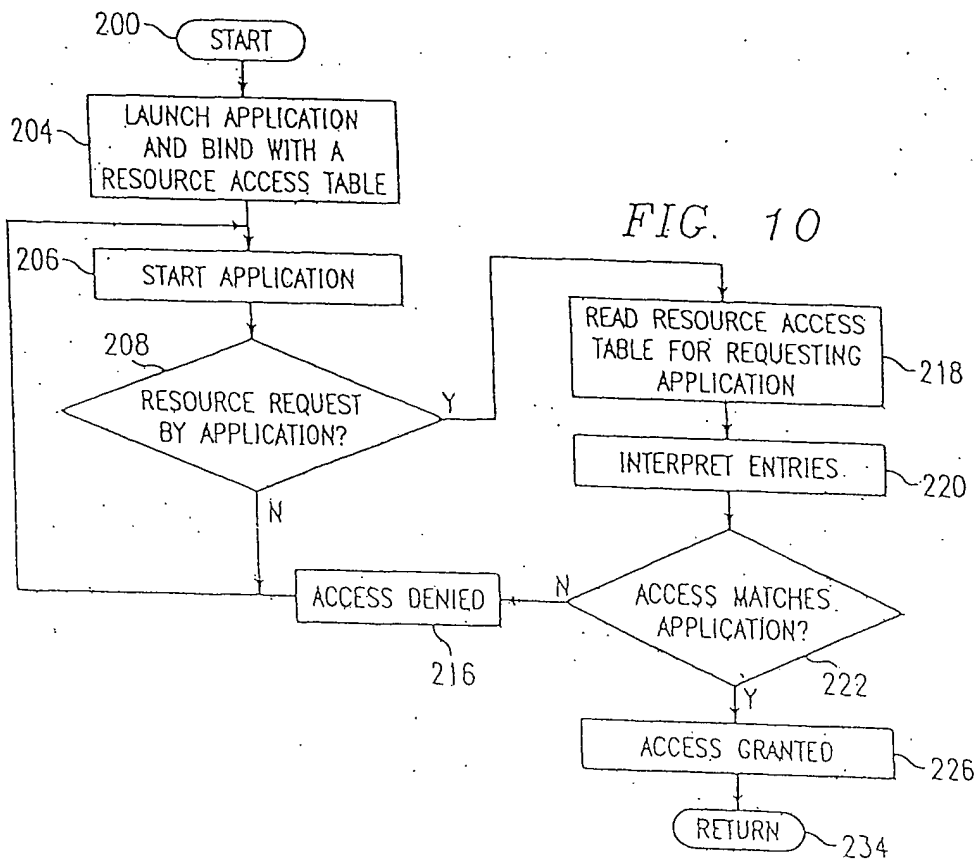 200
START
204
LAUNCH APPLICATION
AND BIND WITH A
RESOURCE ACCESS TABLE
FIG. 10
206
START APPLICATION
208
RESOURCE REQUEST
BY APPLICATION?
Y
N
READ RESOURCE ACCESS
TABLE FOR REQUESTING
APPLICATION
218
INTERPRET ENTRIES
220
ACCESS MATCHES
APPLICATION?
222
N
ACCESS DENIED
216
Y
ACCESS GRANTED
226
RETURN
234